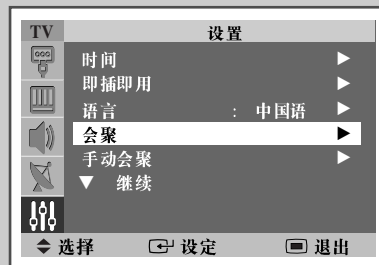 TV 设置
时间 ▶
即插即用 ▶
语言 : 中国语 ▶
会聚 ▶
手动会聚 ▶
▼ 继续
选择 设定 退出